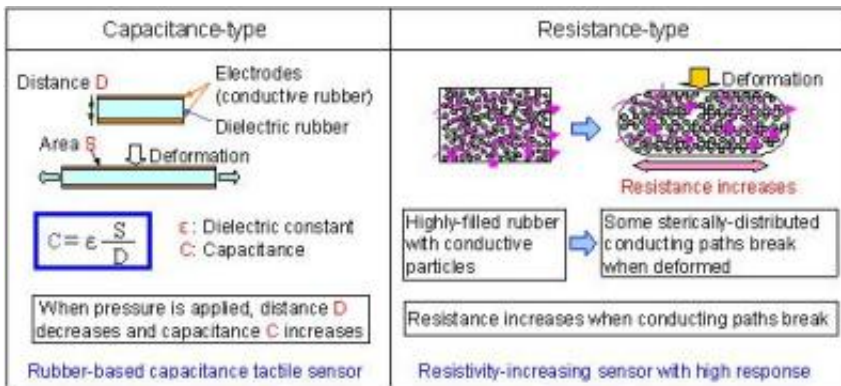 Capacitance-type
Distance D
Electrodes
(conductive rubber)
Dielectric rubber
Area S
Deformation
C = ε S/D
ε: Dielectric constant
C: Capacitance
When pressure is applied, distance D
decreases and capacitance C increases
Rubber-based capacitance tactile sensor
Resistance-type
Deformation
Resistance increases
Highly-filled rubber
with conductive
particles
Some sterically-distributed
conducting paths break
when deformed
Resistance increases when conducting paths break
Resistivity-increasing sensor with high response